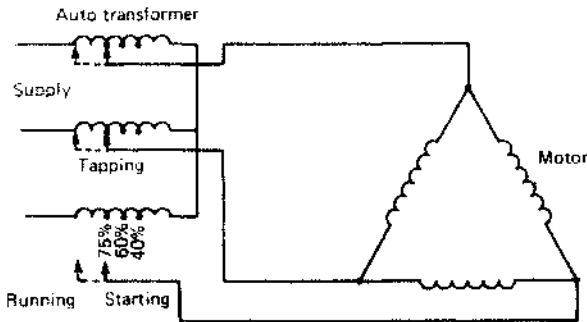 Auto transformer
Supply
Tapping
Motor
75%
60%
40%
Running
Starting